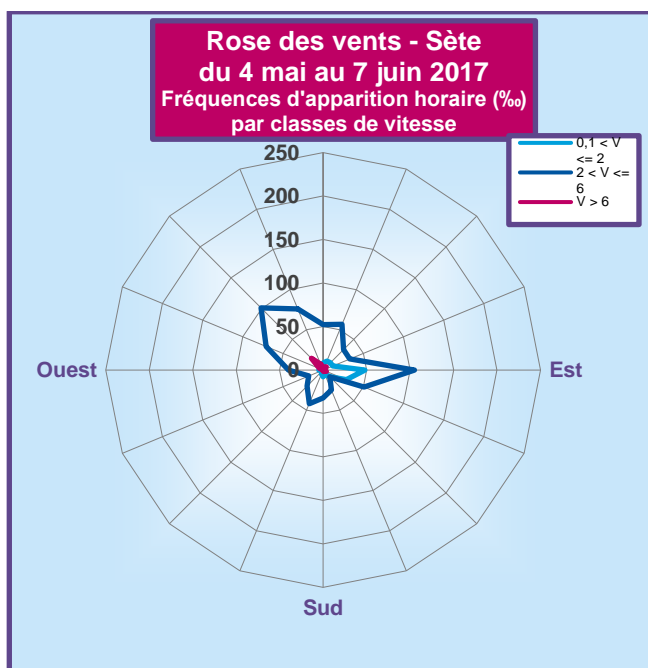 Rose des vents - Sète
du 4 mai au 7 juin 2017
Fréquences d'apparition horaire (‰)
par classes de vitesse
0,1 < V
<= 2
2 < V <=
6
V > 6
250
200
150
100
50
0
Ouest
Est
Sud